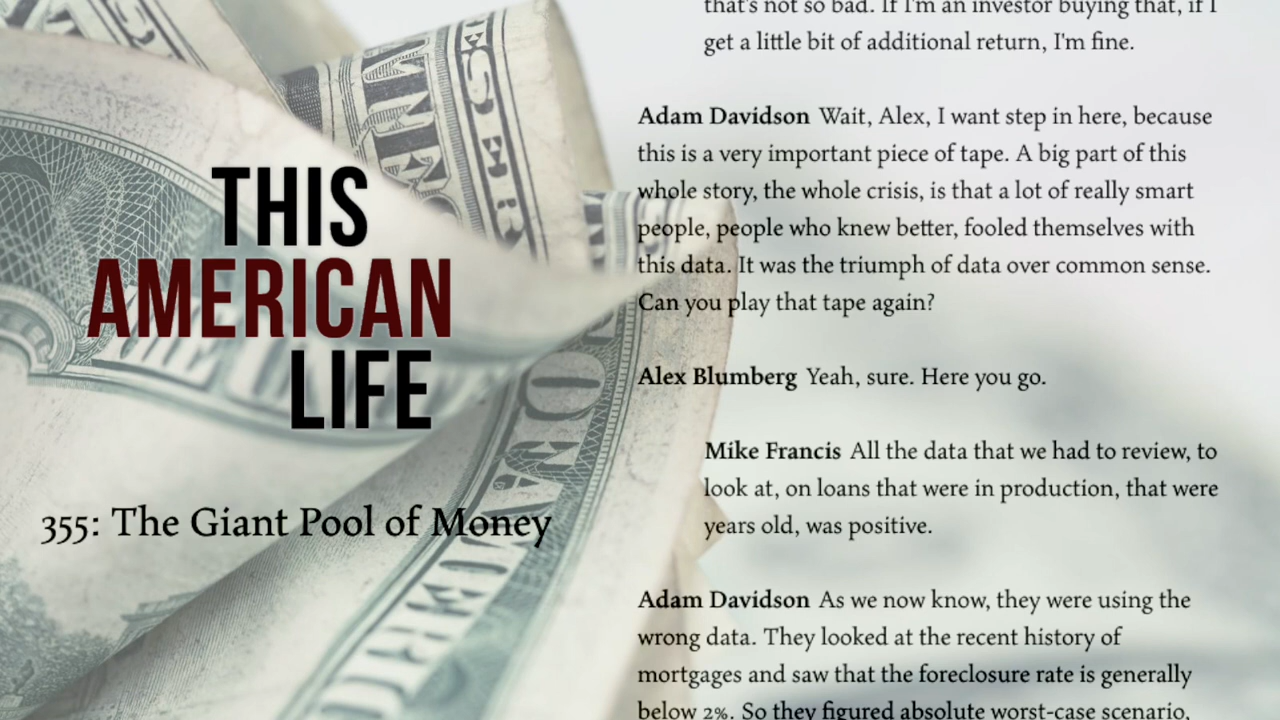 THIS
AMERICAN
LIFE
355: The Giant Pool of Money
that's not so bad. If I'm an investor buying that, if I
get a little bit of additional return, I'm fine.
Adam Davidson Wait, Alex, I want step in here, because
this is a very important piece of tape. A big part of this
whole story, the whole crisis, is that a lot of really smart
people, people who knew better, fooled themselves with
this data. It was the triumph of data over common sense.
Can you play that tape again?
Alex Blumberg Yeah, sure. Here you go.
Mike Francis All the data that we had to review, to
look at, on loans that were in production, that were
years old, was positive.
Adam Davidson As we now know, they were using the
wrong data. They looked at the recent history of
mortgages and saw that the foreclosure rate is generally
below 2%. So they figured absolute worst-case scenario,